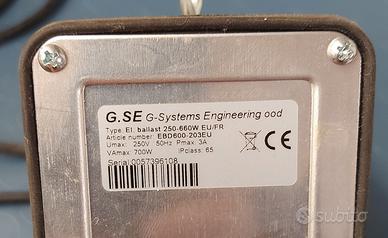 G.SE G-Systems Engineering ood
Type: El. ballast 250-660W EU/FR
Article number: EBD600-203EU
Umax: 250V 50Hz Pmax: 3A
VAmax: 700W IPclass: 65
Serial 0057396108
CE
subito